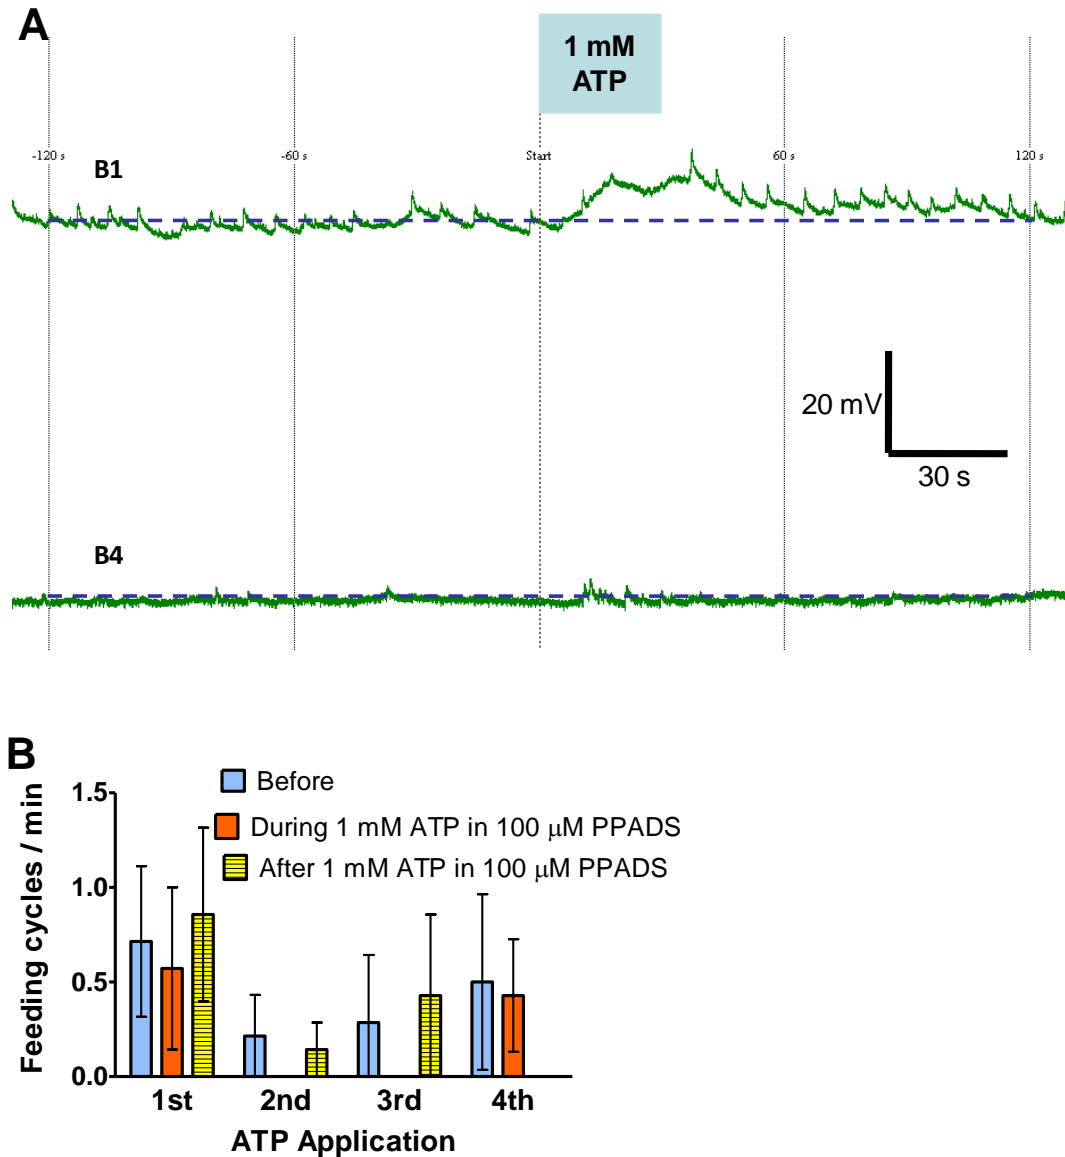 A
1 mM
ATP
-120 s
-60 s
Start
60 s
120 s
B1
20 mV
30 s
B4
B
Before
During 1 mM ATP in 100 μM PPADS
After 1 mM ATP in 100 μM PPADS
Feeding cycles / min
1.5
1.0
0.5
0.0
1st
2nd
3rd
4th
ATP Application